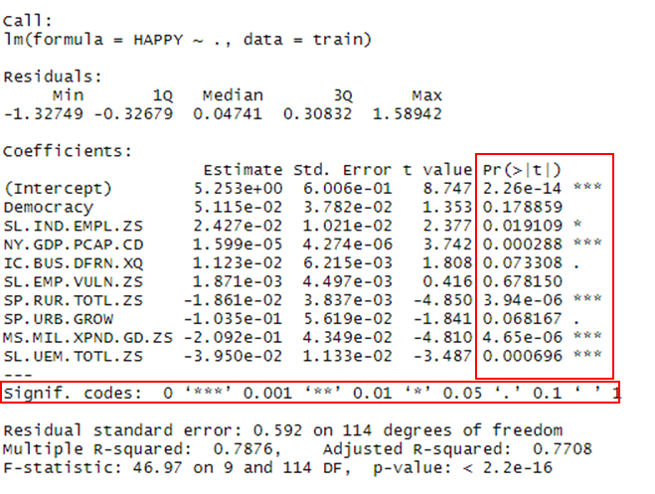 Call:
lm(formula = HAPPY ~ ., data = train)
Residuals:
Min 1Q Median 3Q Max
-1.32749 -0.32679 0.04741 0.30832 1.58942
Coefficients:
Estimate Std. Error t value Pr(>|t|)
(Intercept) 5.253e+00 6.006e-01 8.747 2.26e-14 ***
Democracy 5.115e-02 3.782e-02 1.353 0.178859
SL.IND.EMPL.ZS 2.427e-02 1.021e-02 2.377 0.019109 *
NY.GDP.PCAP.CD 1.599e-05 4.274e-06 3.742 0.000288 ***
IC.BUS.DFRN.XQ 1.123e-02 6.215e-03 1.808 0.073308 .
SL.EMP.VULN.ZS 1.871e-03 4.497e-03 0.416 0.678150
SP.RUR.TOTL.ZS -1.861e-02 3.837e-03 -4.850 3.94e-06 ***
SP.URB.GROW -1.035e-01 5.619e-02 -1.841 0.068167 .
MS.MIL.XPND.GD.ZS -2.092e-01 4.349e-02 -4.810 4.65e-06 ***
SL.UEM.TOTL.ZS -3.950e-02 1.133e-02 -3.487 0.000696 ***
---
Signif. codes: 0 ‘***’ 0.001 ‘**’ 0.01 ‘*’ 0.05 ‘.’ 0.1 ‘ ’ 1
Residual standard error: 0.592 on 114 degrees of freedom
Multiple R-squared: 0.7876, Adjusted R-squared: 0.7708
F-statistic: 46.97 on 9 and 114 DF, p-value: < 2.2e-16